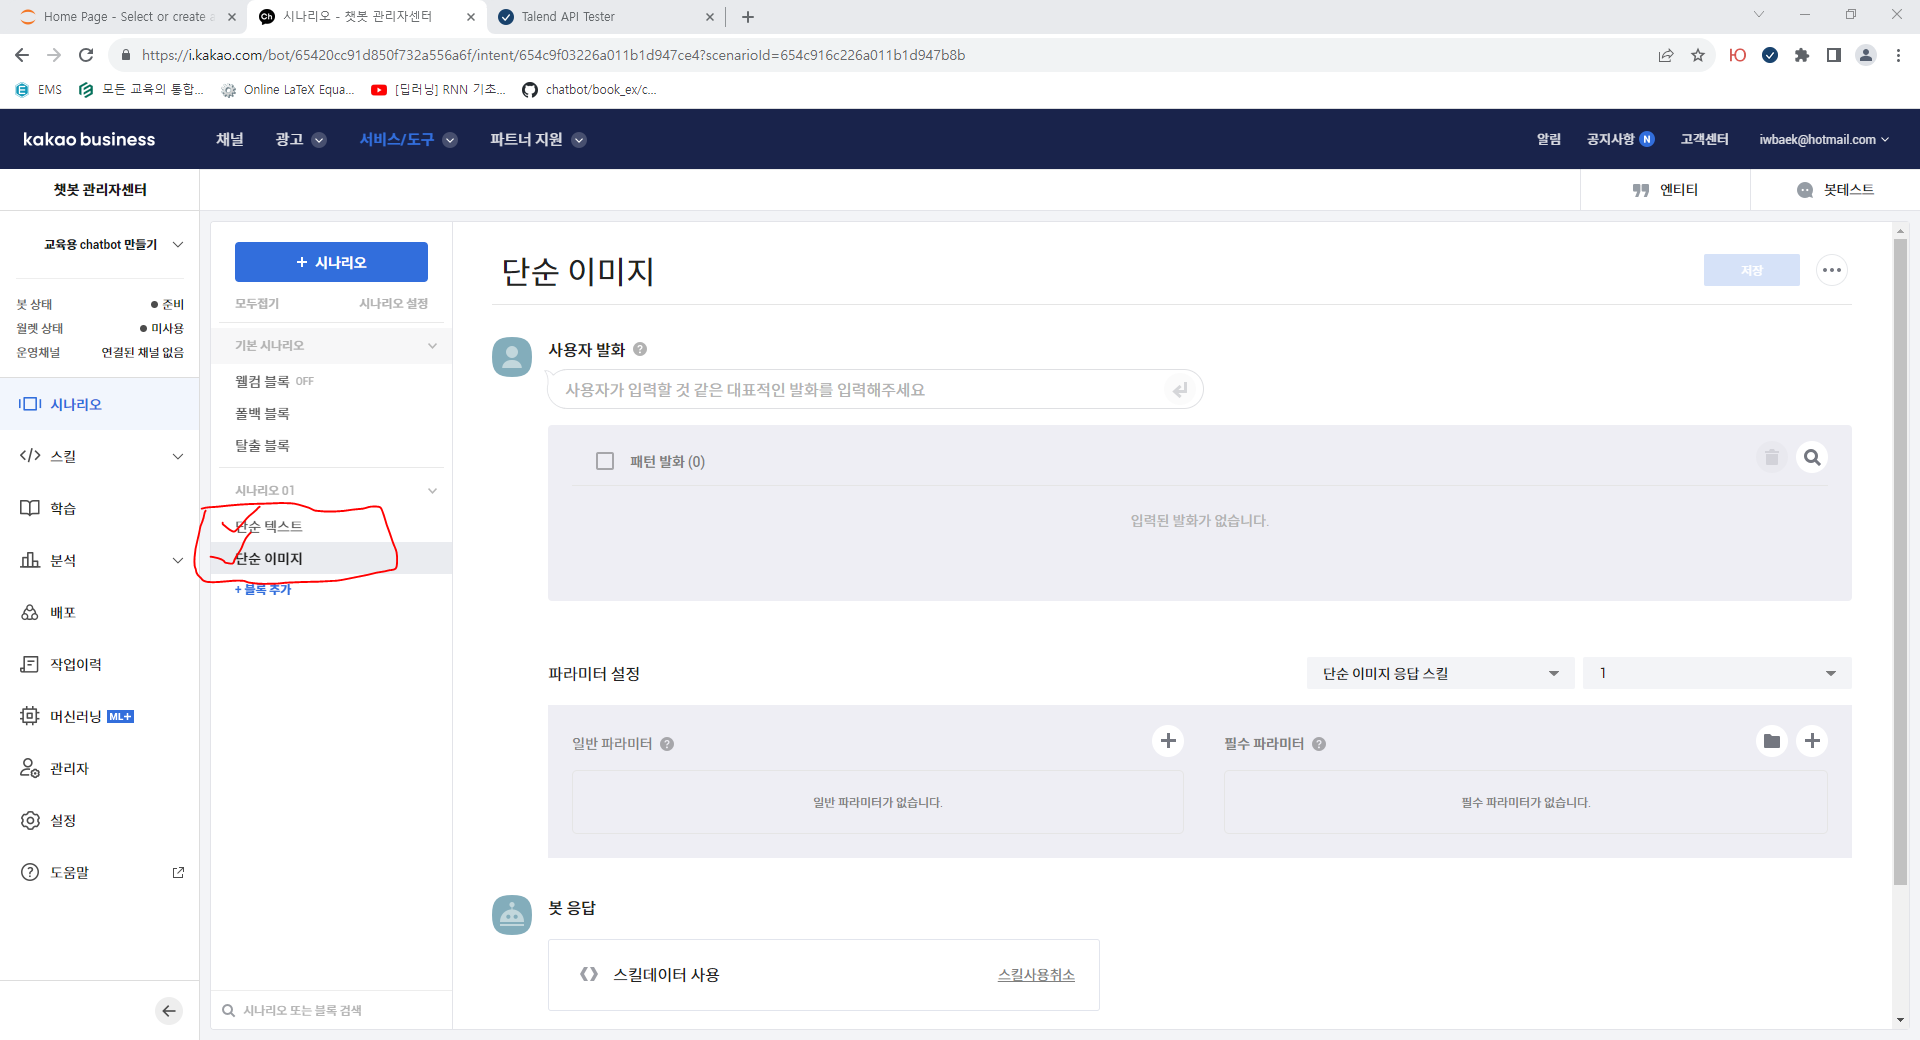 Home Page - Select or create a
시나리오 - 챗봇 관리자센터
Talend API Tester
https://i.kakao.com/bot/65420cc91d850f732a556a6f/intent/654c9f03226a011b1d947ce4?scenarioId=654c916c226a011b1d947b8b
EMS
모든 교육의 통합...
Online LaTeX Equa...
[딥러닝] RNN 기초...
chatbot/book_ex/c...
kakao business
채널
광고
서비스/도구
파트너 지원
알림
공지사항 N
고객센터
iwbaek@hotmail.com
챗봇 관리자센터
엔티티
봇테스트
교육용 chatbot 만들기
봇 상태 준비
월렛 상태 미사용
운영채널 연결된 채널 없음
시나리오
스킬
학습
분석
배포
작업이력
머신러닝 ML+
관리자
설정
도움말
+ 시나리오
모두접기 시나리오 설정
기본 시나리오
웰컴 블록 OFF
폴백 블록
탈출 블록
시나리오 01
단순 텍스트
단순 이미지
+ 블록 추가
시나리오 또는 블록 검색
단순 이미지
저장
사용자 발화
사용자가 입력할 것 같은 대표적인 발화를 입력해주세요
패턴 발화 (0)
입력된 발화가 없습니다.
파라미터 설정
단순 이미지 응답 스킬
1
일반 파라미터
필수 파라미터
일반 파라미터가 없습니다.
필수 파라미터가 없습니다.
봇 응답
스킬데이터 사용
스킬사용취소